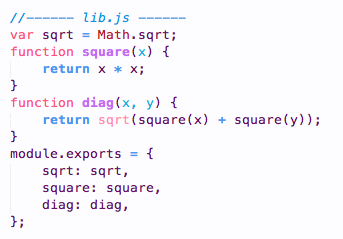 //------ lib.js ------
var sqrt = Math.sqrt;
function square(x) {
    return x * x;
}
function diag(x, y) {
    return sqrt(square(x) + square(y));
}
module.exports = {
    sqrt: sqrt,
    square: square,
    diag: diag,
};